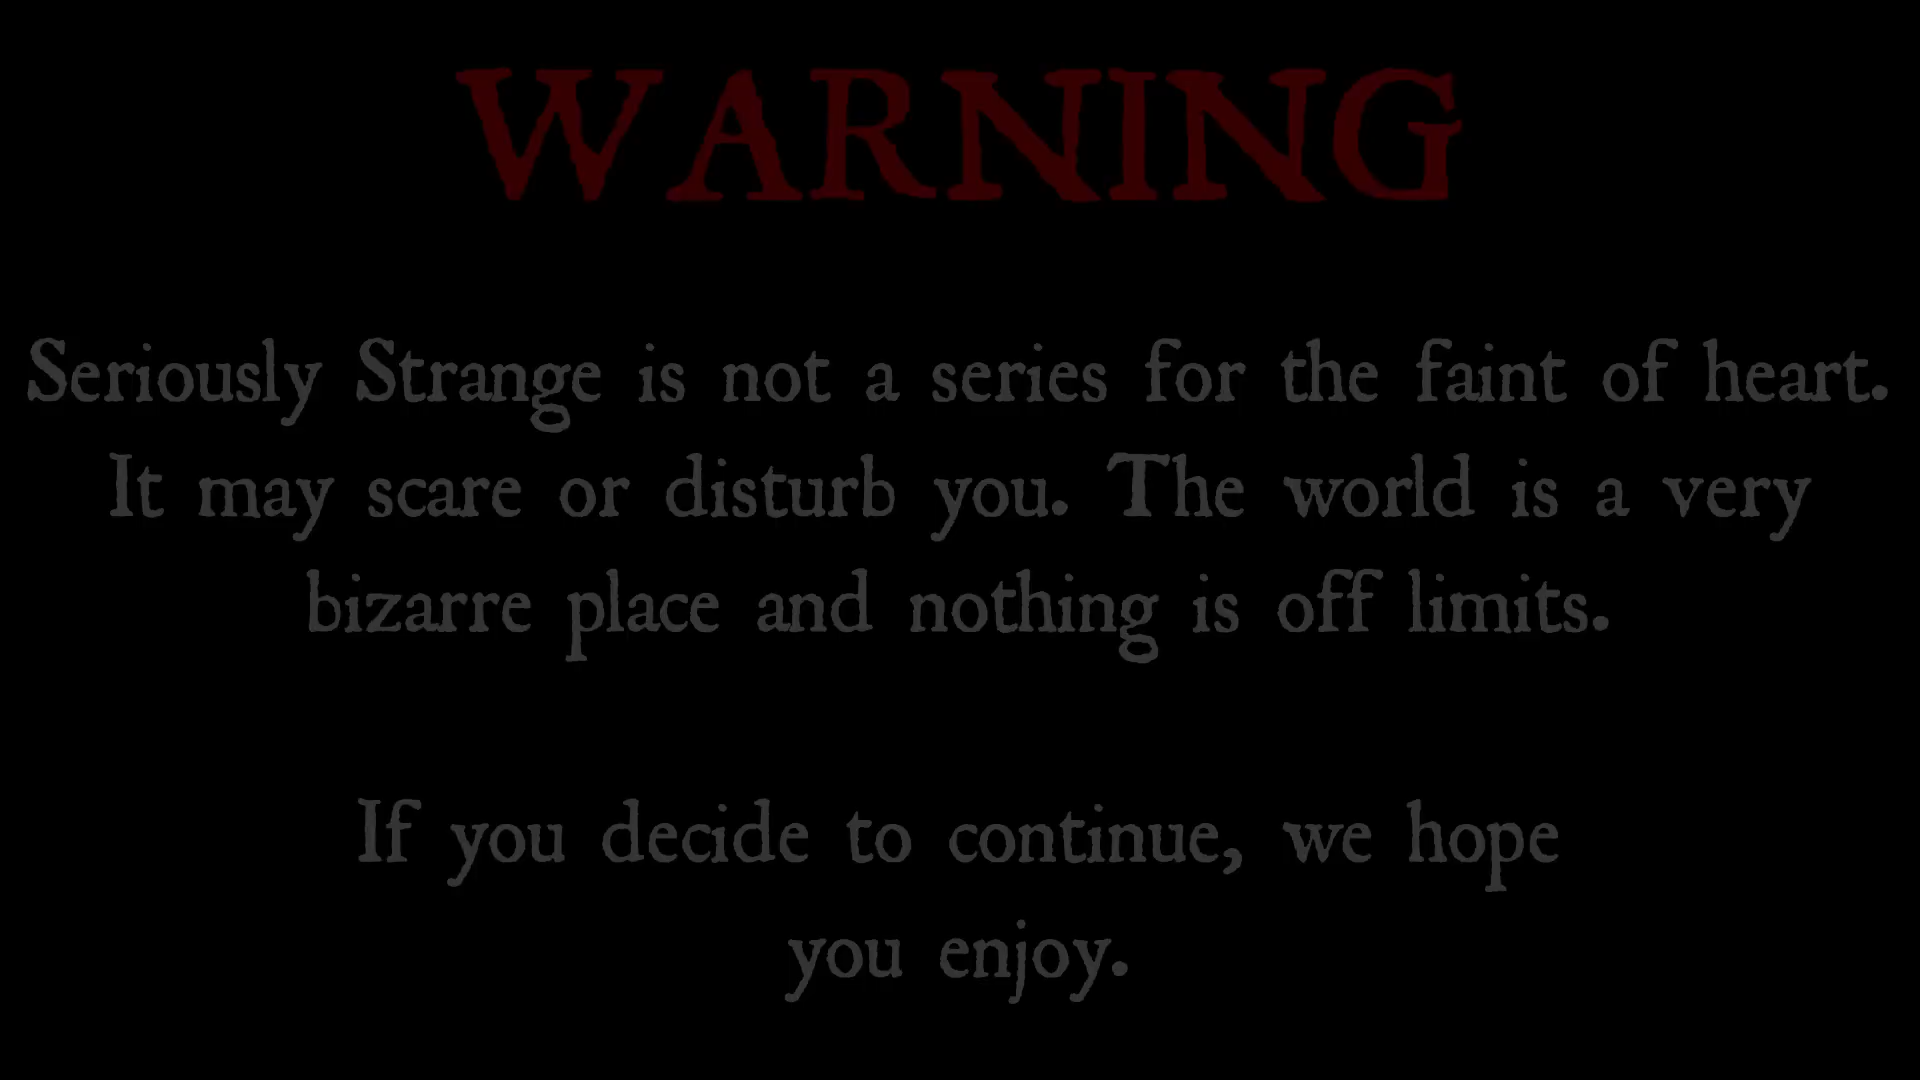 WARNING
Seriously Strange is not a series for the faint of heart.
It may scare or disturb you. The world is a very
bizarre place and nothing is off limits.
If you decide to continue, we hope
you enjoy.